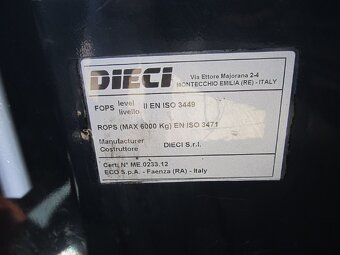 DIECI
Via Ettore Majorana 2-4
MONTECCHIO EMILIA (RE) - ITALY
FOPS level livello II EN ISO 3449
ROPS (MAX 6000 Kg) EN ISO 3471
Manufacturer
Costruttore DIECI S.r.l.
Cert. N° ME 0233.12
ECO S.p.A. - Faenza (RA) - Italy